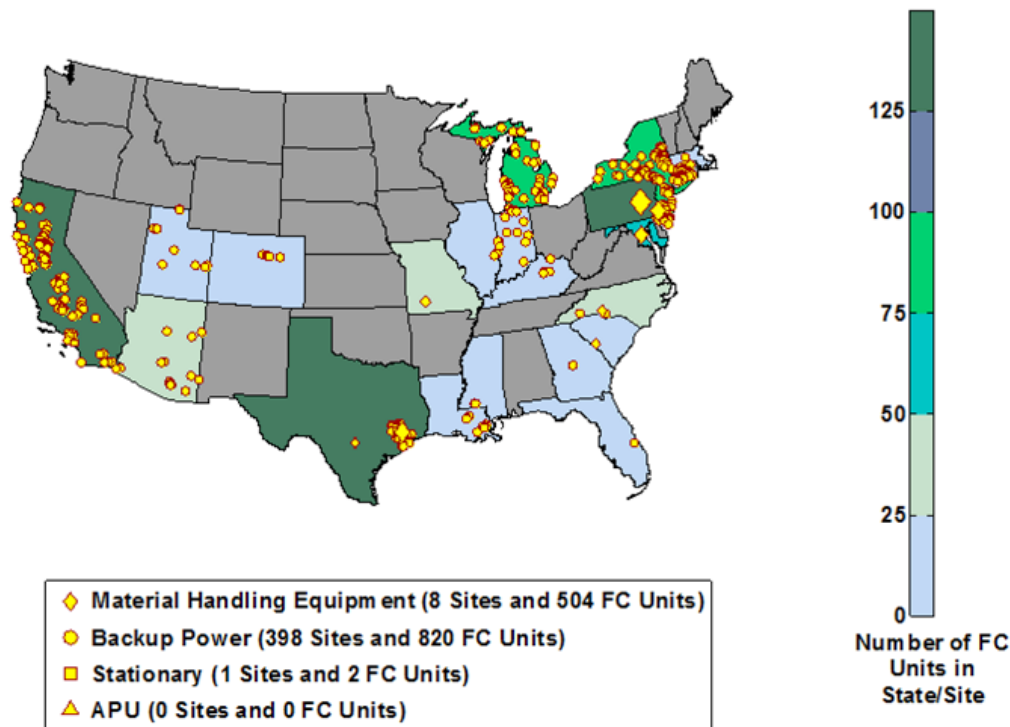 125
100
75
50
25
0
Number of FC
Units in
State/Site
Material Handling Equipment (8 Sites and 504 FC Units)
Backup Power (398 Sites and 820 FC Units)
Stationary (1 Sites and 2 FC Units)
APU (0 Sites and 0 FC Units)